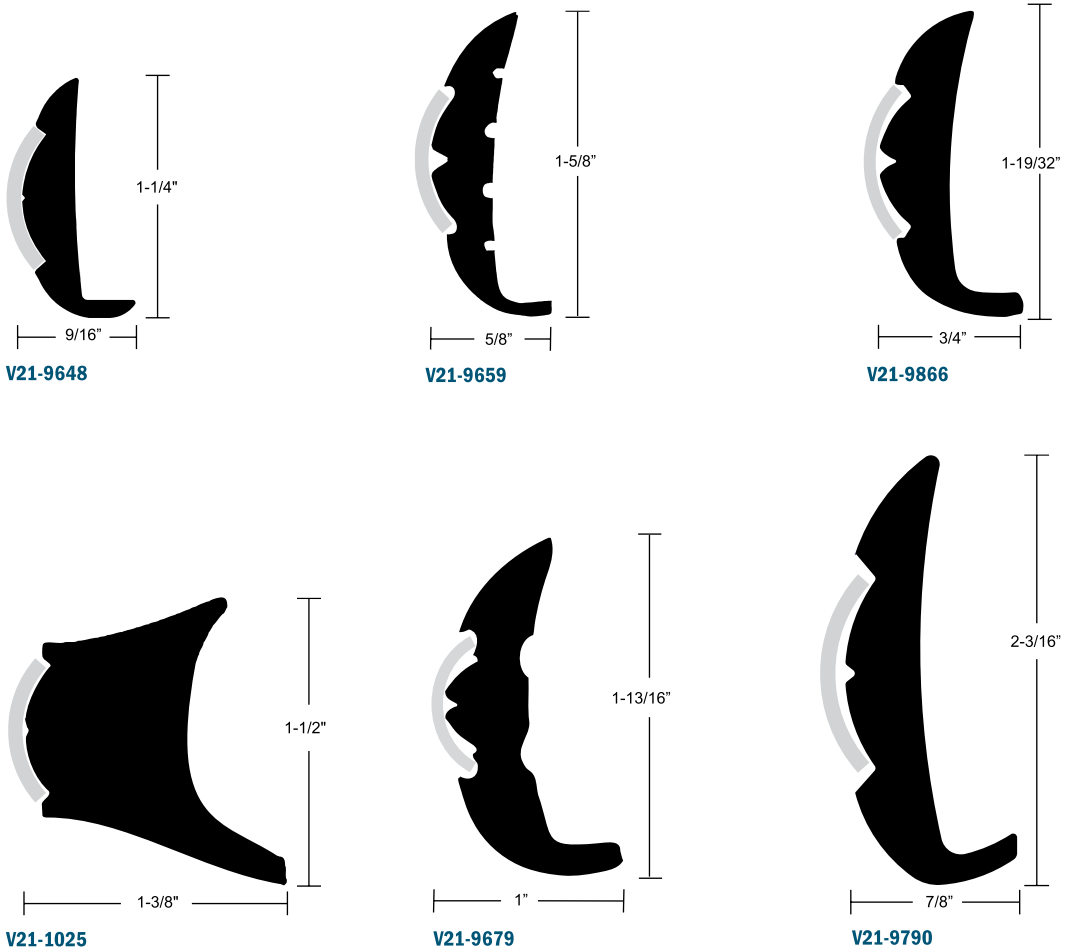 1-1/4"
9/16”
V21-9648
1-5/8”
5/8”
V21-9659
1-19/32”
3/4”
V21-9866
1-1/2"
1-3/8"
V21-1025
1-13/16”
1”
V21-9679
2-3/16”
7/8”
V21-9790